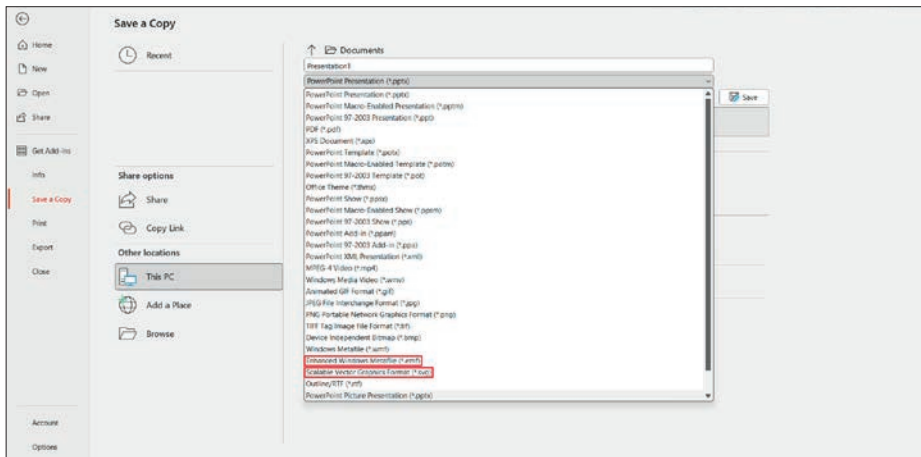 Save a Copy
Home
New
Open
Share
Get Add-ins
Info
Save a Copy
Print
Export
Close
Account
Options
Recent
Share options
Share
Copy Link
Other locations
This PC
Add a Place
Browse
Documents
Presentation1
PowerPoint Presentation (*.pptx)
Save
PowerPoint Presentation (*.pptx)
PowerPoint Macro-Enabled Presentation (*.pptm)
PowerPoint 97-2003 Presentation (*.ppt)
PDF (*.pdf)
XPS Document (*.xps)
PowerPoint Template (*.potx)
PowerPoint Macro-Enabled Template (*.potm)
PowerPoint 97-2003 Template (*.pot)
Office Theme (*.thmx)
PowerPoint Show (*.ppsx)
PowerPoint Macro-Enabled Show (*.ppsm)
PowerPoint 97-2003 Show (*.pps)
PowerPoint Add-in (*.ppam)
PowerPoint 97-2003 Add-in (*.ppa)
PowerPoint XML Presentation (*.xml)
MPEG-4 Video (*.mp4)
Windows Media Video (*.wmv)
Animated GIF Format (*.gif)
JPEG File Interchange Format (*.jpg)
PNG Portable Network Graphics Format (*.png)
TIFF Tag Image File Format (*.tif)
Device Independent Bitmap (*.bmp)
Windows Metafile (*.wmf)
Enhanced Windows Metafile (*.emf)
Scalable Vector Graphics Format (*.svg)
Outline/RTF (*.rtf)
PowerPoint Picture Presentation (*.pptx)